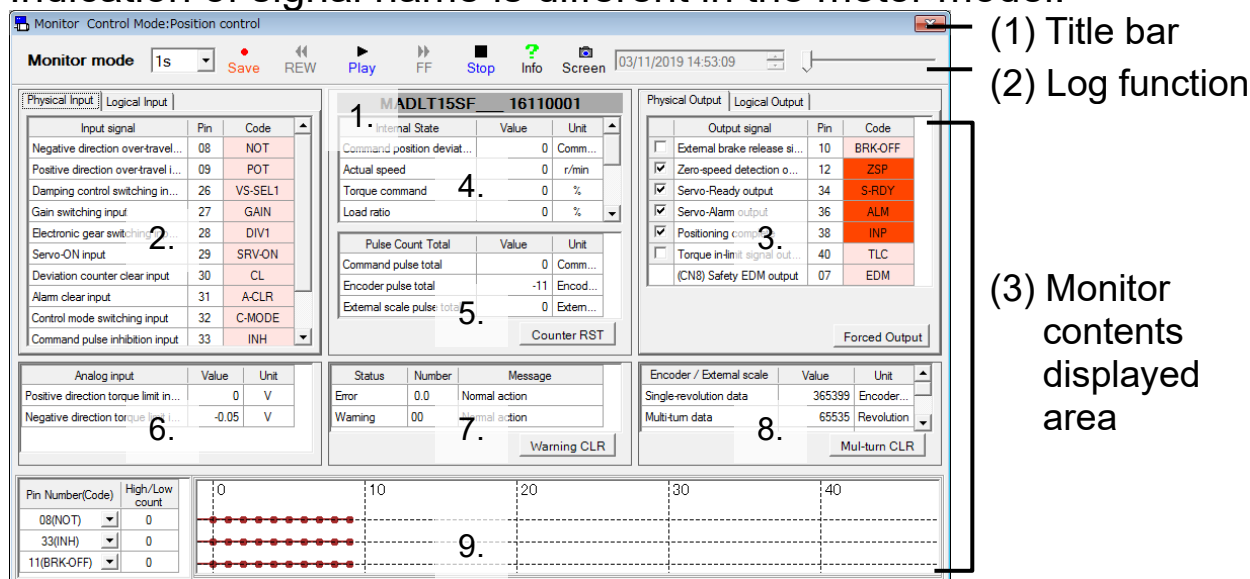 Indication of signal name is different in the motor model.
Monitor Control Mode:Position control
(1) Title bar
Monitor mode 1s Save REW Play FF Stop Info Screen 03/11/2019 14:53:09
(2) Log function
Physical Input Logical Input
Input signal Pin Code
Negative direction over-travel... 08 NOT
Positive direction over-travel i... 09 POT
Damping control switching in... 26 VS-SEL1
Gain switching input 27 GAIN
Electronic gear switching inpu... 28 DIV1
Servo-ON input 29 SRV-ON
Deviation counter clear input 30 CL
Alarm clear input 31 A-CLR
Control mode switching input 32 C-MODE
Command pulse inhibition input 33 INH
2.
MADLT15SF___ 16110001
1.
Internal State Value Unit
Command position deviat... 0 Comm...
Actual speed 0 r/min
Torque command 0 %
Load ratio 0 %
4.
Pulse Count Total Value Unit
Command pulse total 0 Comm...
Encoder pulse total -11 Encod...
External scale pulse total 0 Extern...
5.
Counter RST
Physical Output Logical Output
Output signal Pin Code
External brake release si... 10 BRK-OFF
Zero-speed detection o... 12 ZSP
Servo-Ready output 34 S-RDY
Servo-Alarm output 36 ALM
Positioning complete 38 INP
Torque in-limit signal out... 40 TLC
(CN8) Safety EDM output 07 EDM
3.
Forced Output
(3) Monitor
contents
displayed
area
Analog input Value Unit
Positive direction torque limit in... 0 V
Negative direction torque limit i... -0.05 V
6.
Status Number Message
Error 0.0 Normal action
Warning 00 Normal action
7.
Warning CLR
Encoder / External scale Value Unit
Single-revolution data 365399 Encoder...
Multi-turn data 65535 Revolution
8.
Mul-turn CLR
Pin Number(Code) High/Low
count
08(NOT) 0
33(INH) 0
11(BRK-OFF) 0
0 10 20 30 40
9.